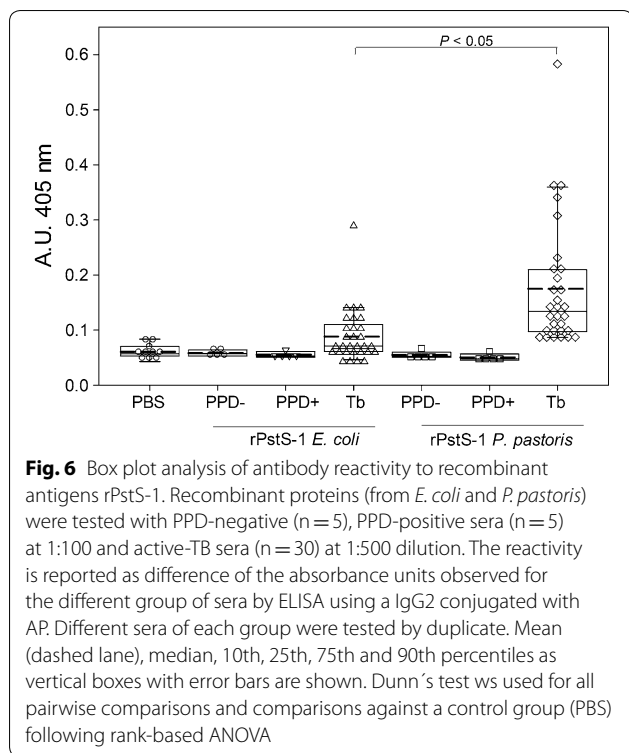 P < 0.05
0.6
0.5
0.4
0.3
0.2
0.1
0.0
A.U. 405 nm
PBS PPD- PPD+ Tb PPD- PPD+ Tb
rPstS-1 E. coli rPstS-1 P. pastoris
Fig. 6 Box plot analysis of antibody reactivity to recombinant
antigens rPstS-1. Recombinant proteins (from E. coli and P. pastoris)
were tested with PPD-negative (n = 5), PPD-positive sera (n = 5)
at 1:100 and active-TB sera (n = 30) at 1:500 dilution. The reactivity
is reported as difference of the absorbance units observed for
the different group of sera by ELISA using a IgG2 conjugated with
AP. Different sera of each group were tested by duplicate. Mean
(dashed lane), median, 10th, 25th, 75th and 90th percentiles as
vertical boxes with error bars are shown. Dunn´s test ws used for all
pairwise comparisons and comparisons against a control group (PBS)
following rank-based ANOVA